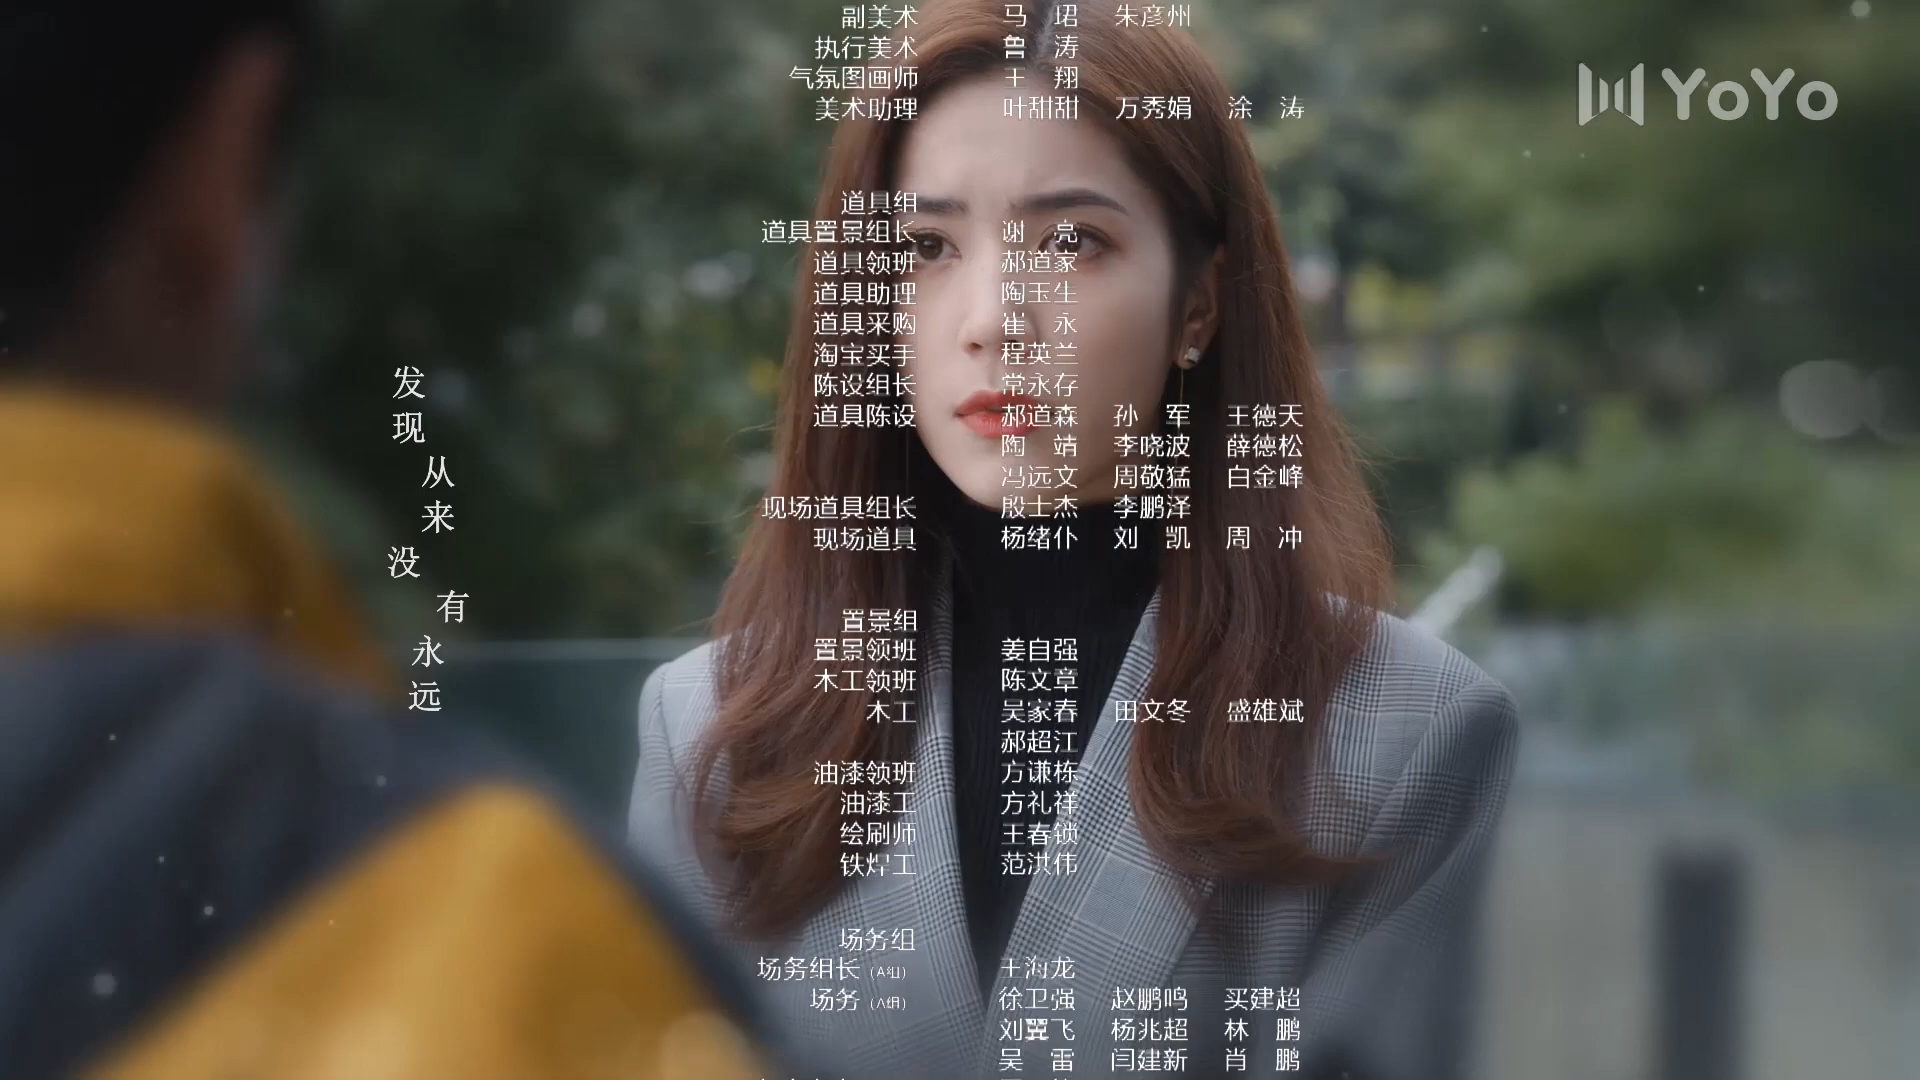 副美术 马 珺 朱彦州
执行美术 鲁 涛
气氛图画师 王 翔
美术助理 叶甜甜 万秀娟 涂 涛
YoYo
道具组
道具置景组长 谢 亮
道具领班 郝道家
道具助理 陶玉生
道具采购 崔 永
淘宝买手 程英兰
陈设组长 常永存
道具陈设 郝道森 孙 军 王德天
陶 靖 李晓波 薛德松
冯远文 周敬猛 白金峰
现场道具组长 殷士杰 李鹏泽
现场道具 杨绪仆 刘 凯 周 冲
发现从来没有永远
置景组
置景领班 姜自强
木工领班 陈文章
木工 吴家春 田文冬 盛雄斌
郝超江
油漆领班 方谦栋
油漆工 方礼祥
绘刷师 王春锁
铁焊工 范洪伟
场务组
场务组长（A组） 王海龙
场务（A组） 徐卫强 赵鹏鸣 买建超
刘翼飞 杨兆超 林 鹏
吴 雷 闫建新 肖 鹏